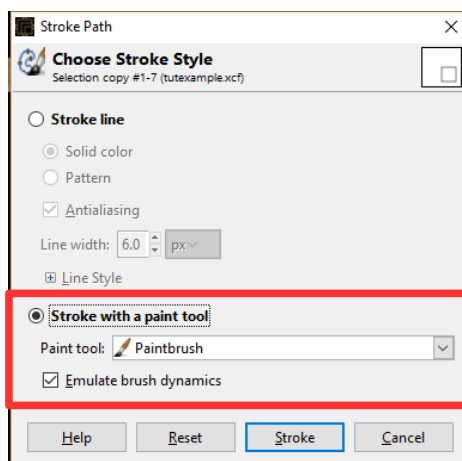 Stroke Path
Choose Stroke Style
Selection copy #1-7 (tutexample.xcf)
Stroke line
Solid color
Pattern
Antialiasing
Line width: 6.0 px
Line Style
Stroke with a paint tool
Paint tool: Paintbrush
Emulate brush dynamics
Help Reset Stroke Cancel